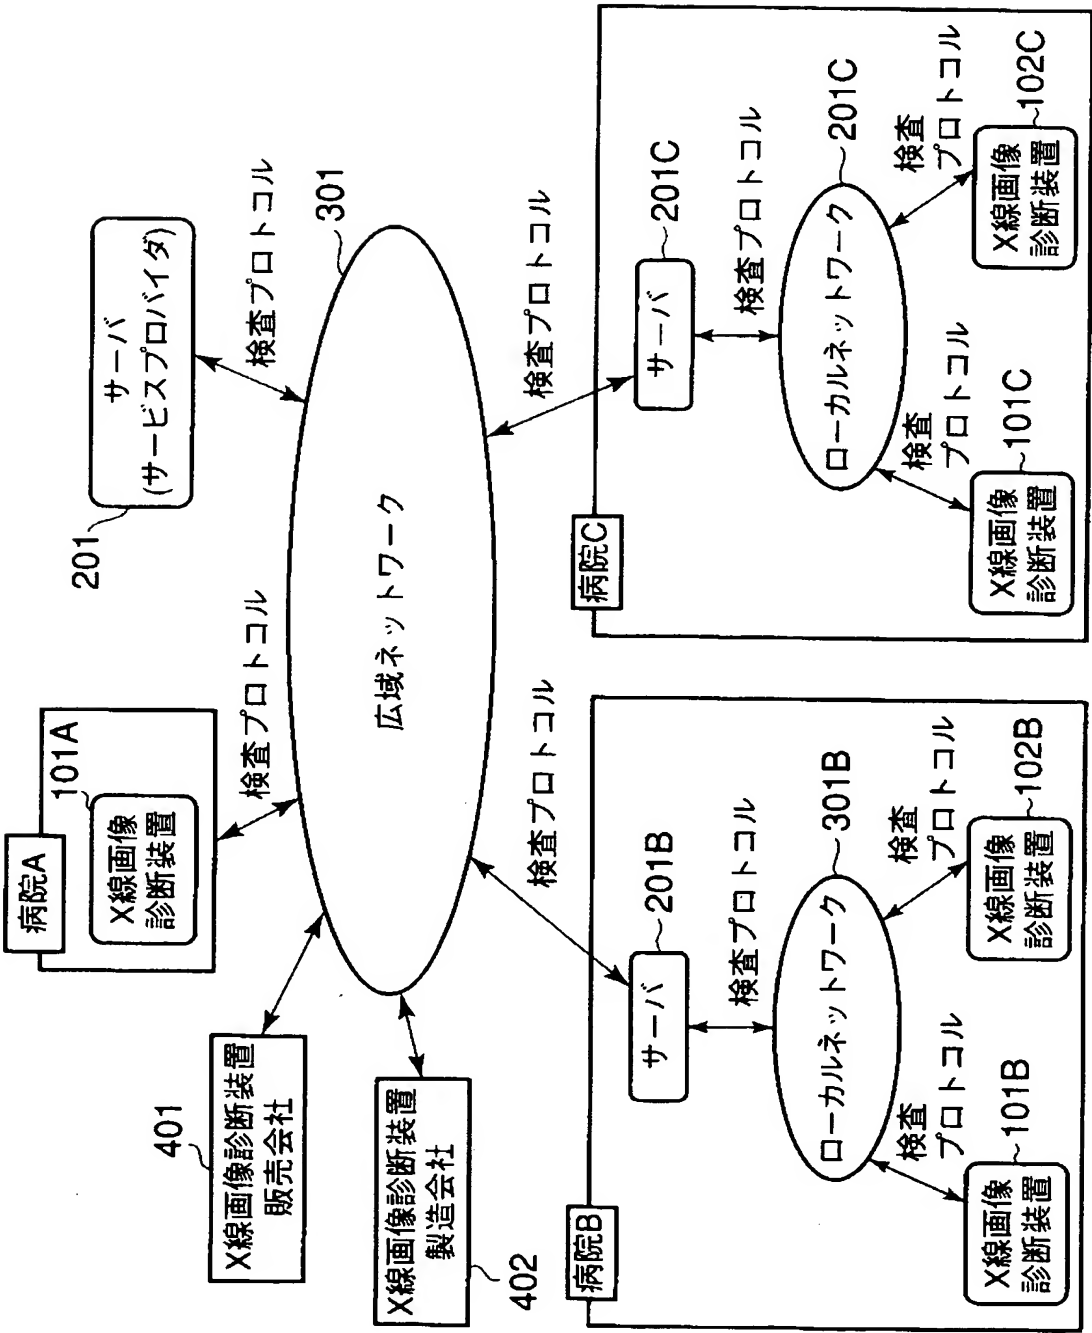 401
X線画像診断装置
販売会社
X線画像診断装置
製造会社
402
病院A
101A
X線画像
診断装置
検査プロトコル
201
サーバ
(サービスプロバイダ)
検査プロトコル
301
広域ネットワーク
検査プロトコル
検査プロトコル
病院B
サーバ
201B
検査プロトコル
ローカルネットワーク
301B
検査
プロトコル
X線画像
診断装置
101B
検査
プロトコル
X線画像
診断装置
102B
病院C
サーバ
201C
検査プロトコル
ローカルネットワーク
201C
検査
プロトコル
X線画像
診断装置
101C
検査
プロトコル
X線画像
診断装置
102C